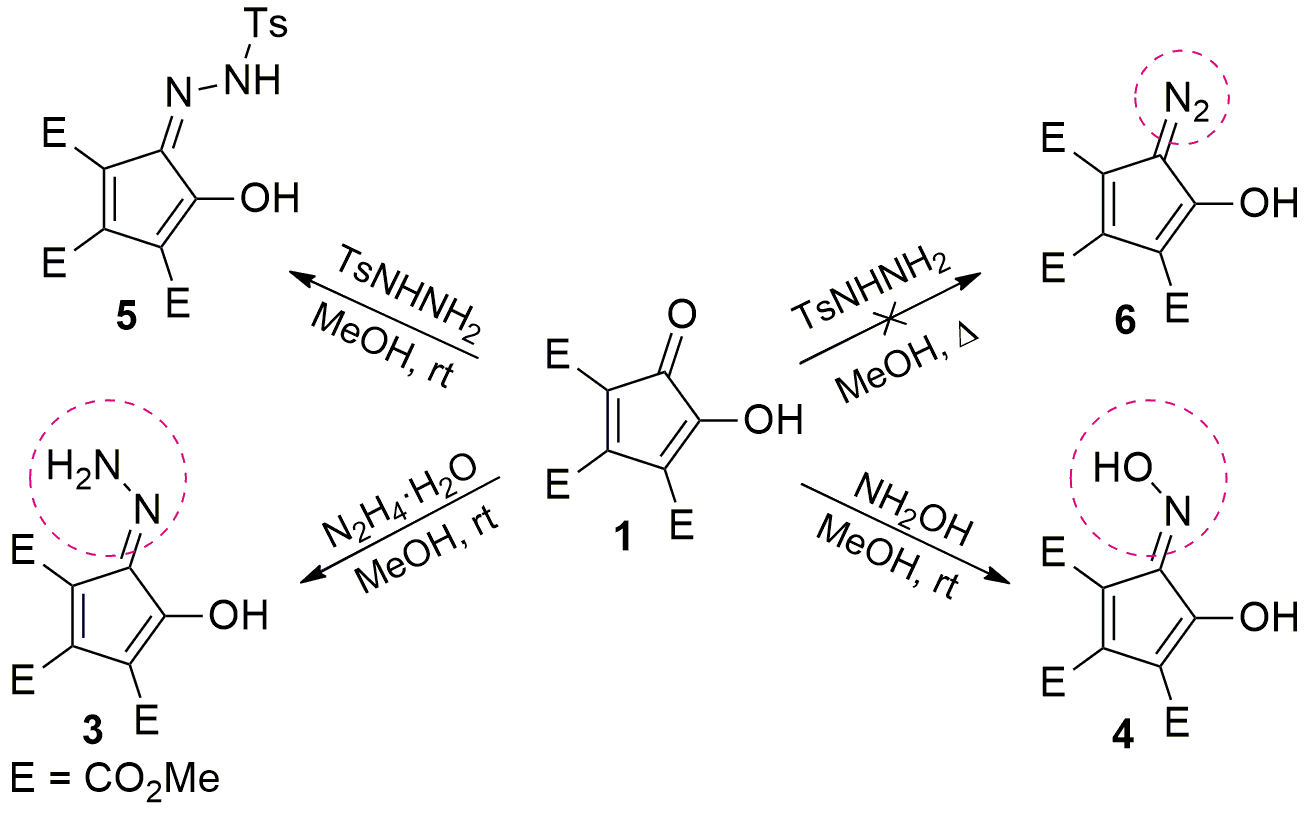 Ts
N
NH
E
OH
E
E
5
TsNHNH2
MeOH, rt
N2
E
OH
E
E
6
TsNHNH2
MeOH, Δ
O
E
OH
E
E
1
H2N
N
E
OH
E
E
3
N2H4·H2O
MeOH, rt
HO
N
E
OH
E
E
4
NH2OH
MeOH, rt
E = CO2Me